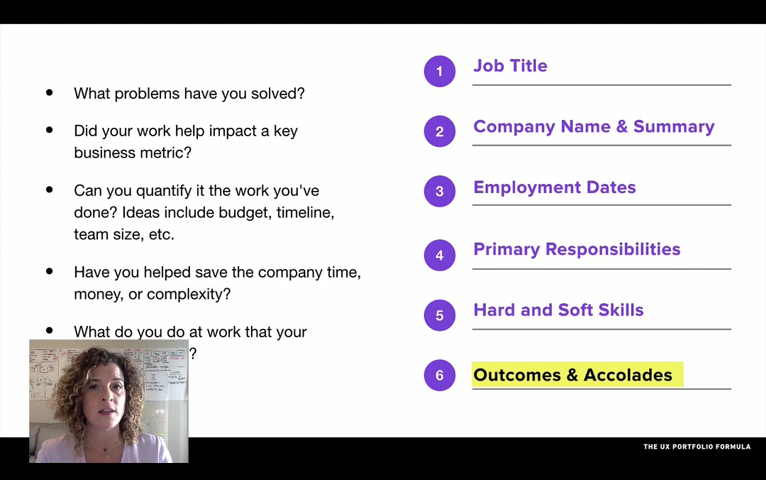 What problems have you solved?
Did your work help impact a key
business metric?
Can you quantify it the work you've
done? Ideas include budget, timeline,
team size, etc.
Have you helped save the company time,
money, or complexity?
What do you do at work that your
?
1 Job Title
2 Company Name & Summary
3 Employment Dates
4 Primary Responsibilities
5 Hard and Soft Skills
6 Outcomes & Accolades
THE UX PORTFOLIO FORMULA